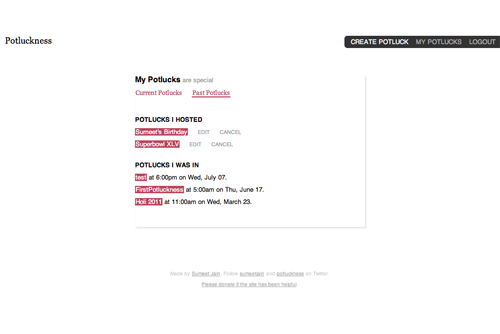 Potluckness
CREATE POTLUCK MY POTLUCKS LOGOUT
My Potlucks are special
Current Potlucks Past Potlucks
POTLUCKS I HOSTED
Sumeet's Birthday EDIT CANCEL
Superbowl XLV EDIT CANCEL
POTLUCKS I WAS IN
test at 6:00pm on Wed, July 07.
FirstPotluckness at 5:00am on Thu, June 17.
Holi 2011 at 11:00am on Wed, March 23.
Made by Sumeet Jain. Follow sumeetjain and potluckness on Twitter.
Please donate if the site has been helpful!